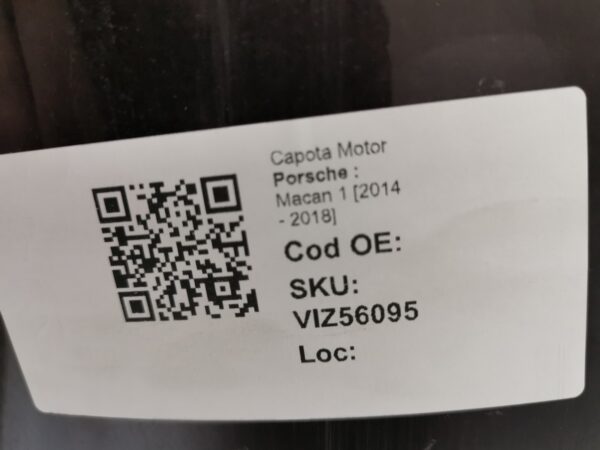 Capota Motor
Porsche :
Macan 1 [2014
- 2018]
Cod OE:
SKU:
VIZ56095
Loc: